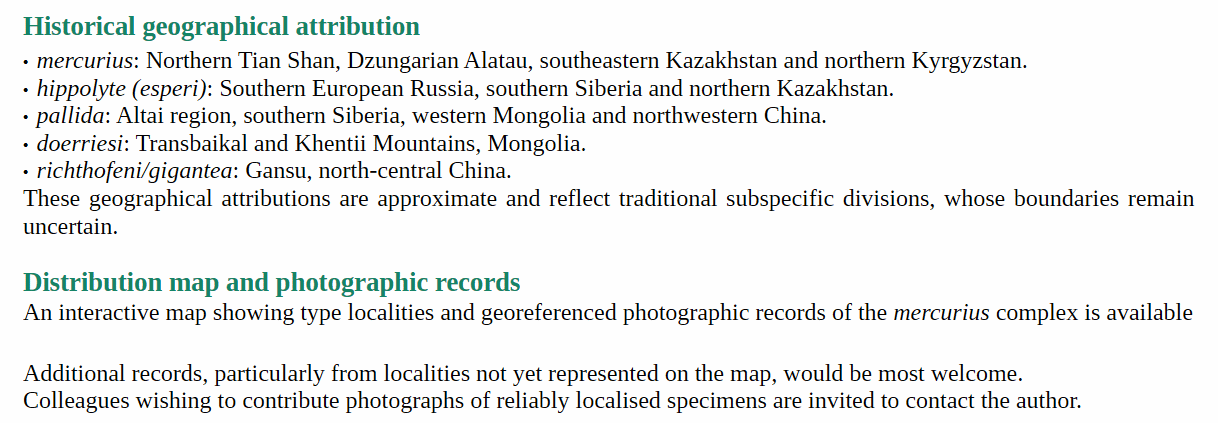 Historical geographical attribution
• mercurius: Northern Tian Shan, Dzungarian Alatau, southeastern Kazakhstan and northern Kyrgyzstan.
• hippolyte (esperi): Southern European Russia, southern Siberia and northern Kazakhstan.
• pallida: Altai region, southern Siberia, western Mongolia and northwestern China.
• doerriesi: Transbaikal and Khentii Mountains, Mongolia.
• richthofeni/gigantea: Gansu, north-central China.
These geographical attributions are approximate and reflect traditional subspecific divisions, whose boundaries remain
uncertain.
Distribution map and photographic records
An interactive map showing type localities and georeferenced photographic records of the mercurius complex is available
Additional records, particularly from localities not yet represented on the map, would be most welcome.
Colleagues wishing to contribute photographs of reliably localised specimens are invited to contact the author.